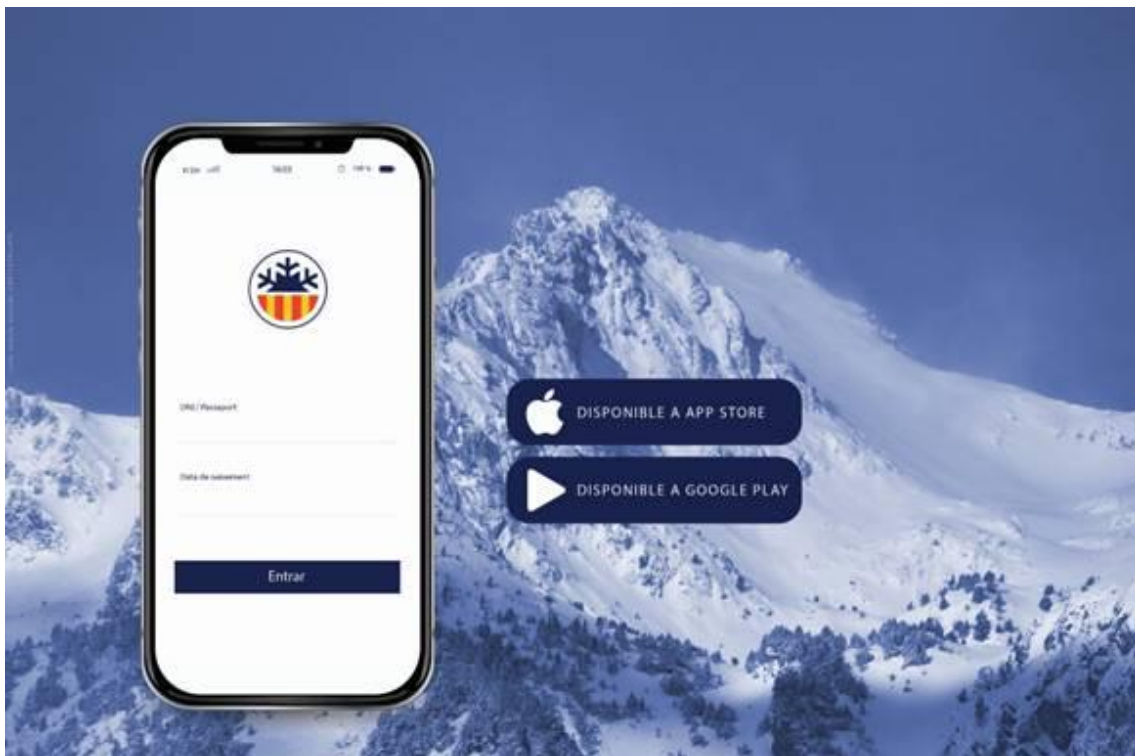 DNI / Passaport
Data de naixement
Entrar
DISPONIBLE A APP STORE
DISPONIBLE A GOOGLE PLAY